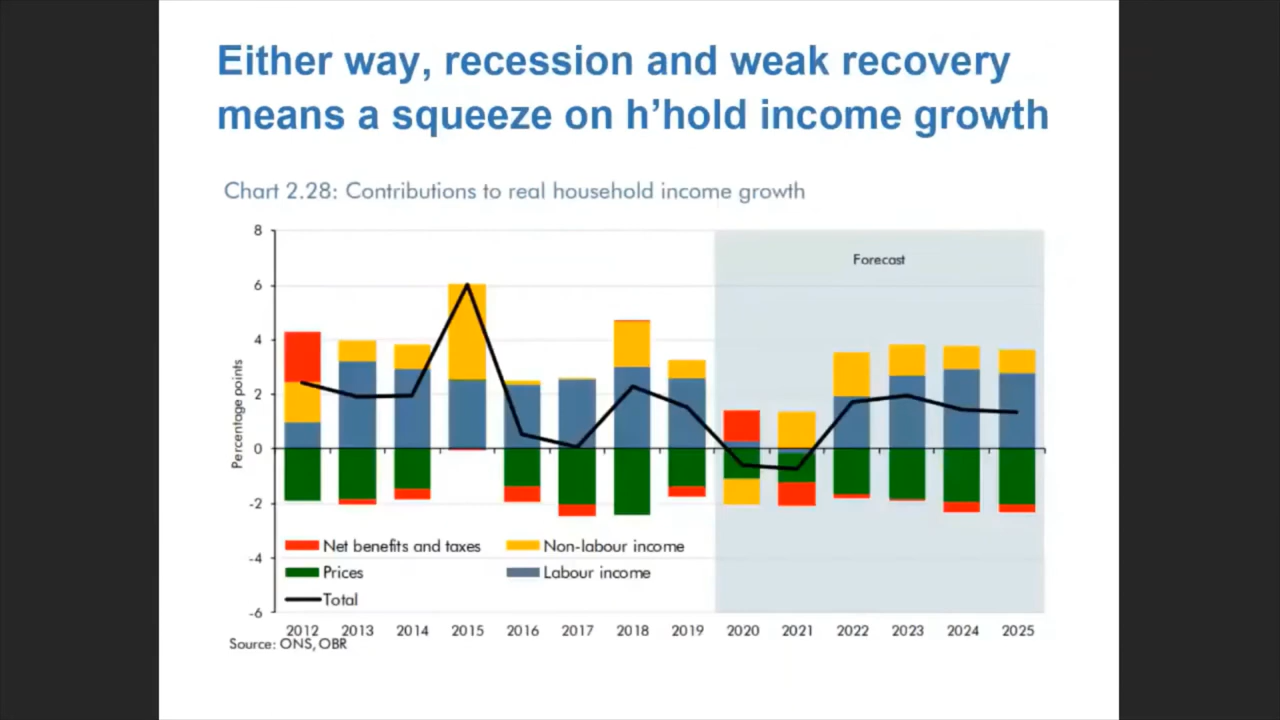 Either way, recession and weak recovery
means a squeeze on h'hold income growth
Chart 2.28: Contributions to real household income growth
8
6
4
2
0
-2
-4
-6
Percentage points
Forecast
Net benefits and taxes
Non-labour income
Prices
Labour income
Total
2012 2013 2014 2015 2016 2017 2018 2019 2020 2021 2022 2023 2024 2025
Source: ONS, OBR